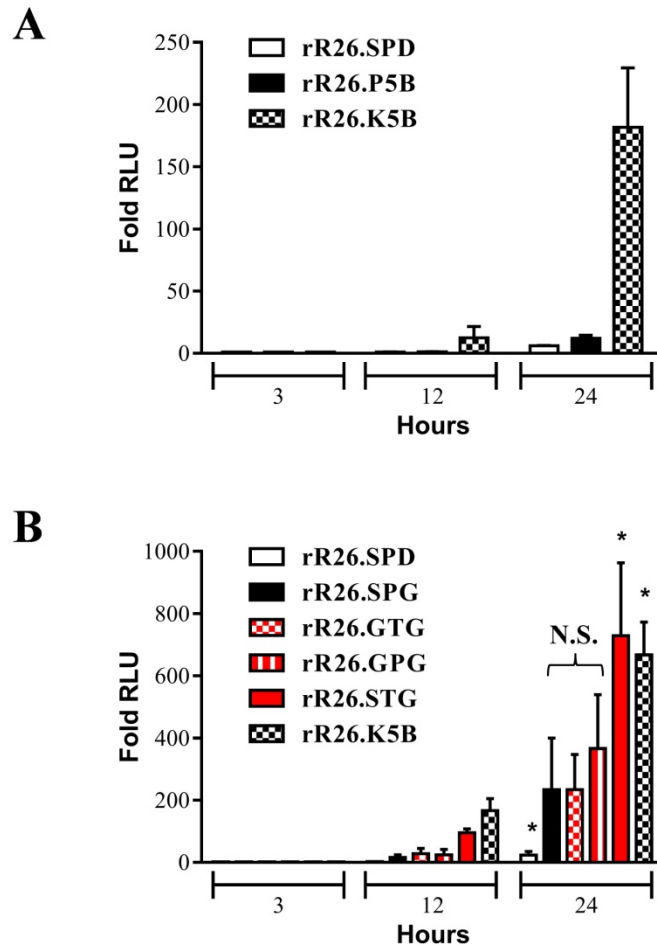 A
Fold RLU
250
200
150
100
50
0
rR26.SPD
rR26.P5B
rR26.K5B
3
12
24
Hours
B
Fold RLU
1000
800
600
400
200
0
rR26.SPD
rR26.SPG
rR26.GTG
rR26.GPG
rR26.STG
rR26.K5B
*
N.S.
*
*
3
12
24
Hours